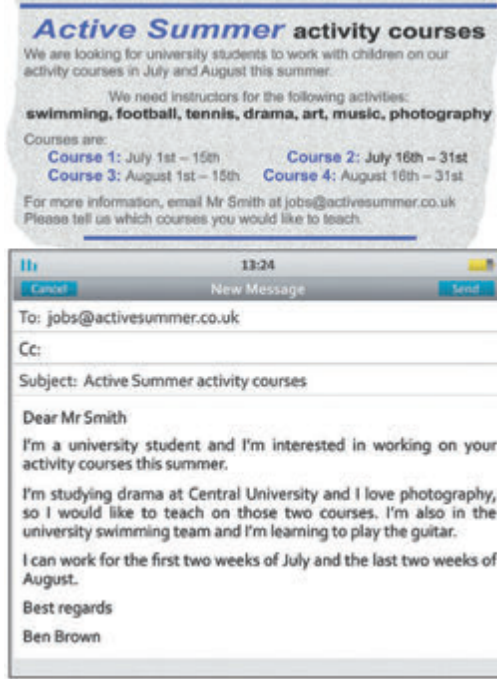 Active Summer activity courses
We are looking for university students to work with children on our
activity courses in July and August this summer.
We need instructors for the following activities:
swimming, football, tennis, drama, art, music, photography
Courses are:
Course 1: July 1st – 15th Course 2: July 16th – 31st
Course 3: August 1st – 15th Course 4: August 16th – 31st
For more information, email Mr Smith at jobs@activesummer.co.uk
Please tell us which courses you would like to teach.
13:24
Cancel New Message Send
To: jobs@activesummer.co.uk
Cc:
Subject: Active Summer activity courses
Dear Mr Smith
I'm a university student and I'm interested in working on your
activity courses this summer.
I'm studying drama at Central University and I love photography,
so I would like to teach on those two courses. I'm also in the
university swimming team and I'm learning to play the guitar.
I can work for the first two weeks of July and the last two weeks of
August.
Best regards
Ben Brown